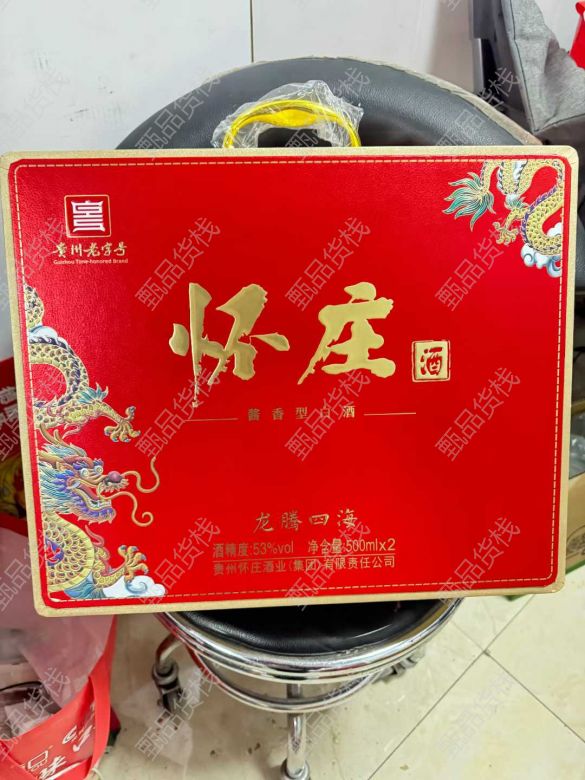 贵州老字号
Guizhou Time-honored Brand
怀庄
酒
酱香型白酒
龙腾四海
酒精度:53%vol 净含量:500mlx2
贵州怀庄酒业(集团)有限责任公司
甄品货栈